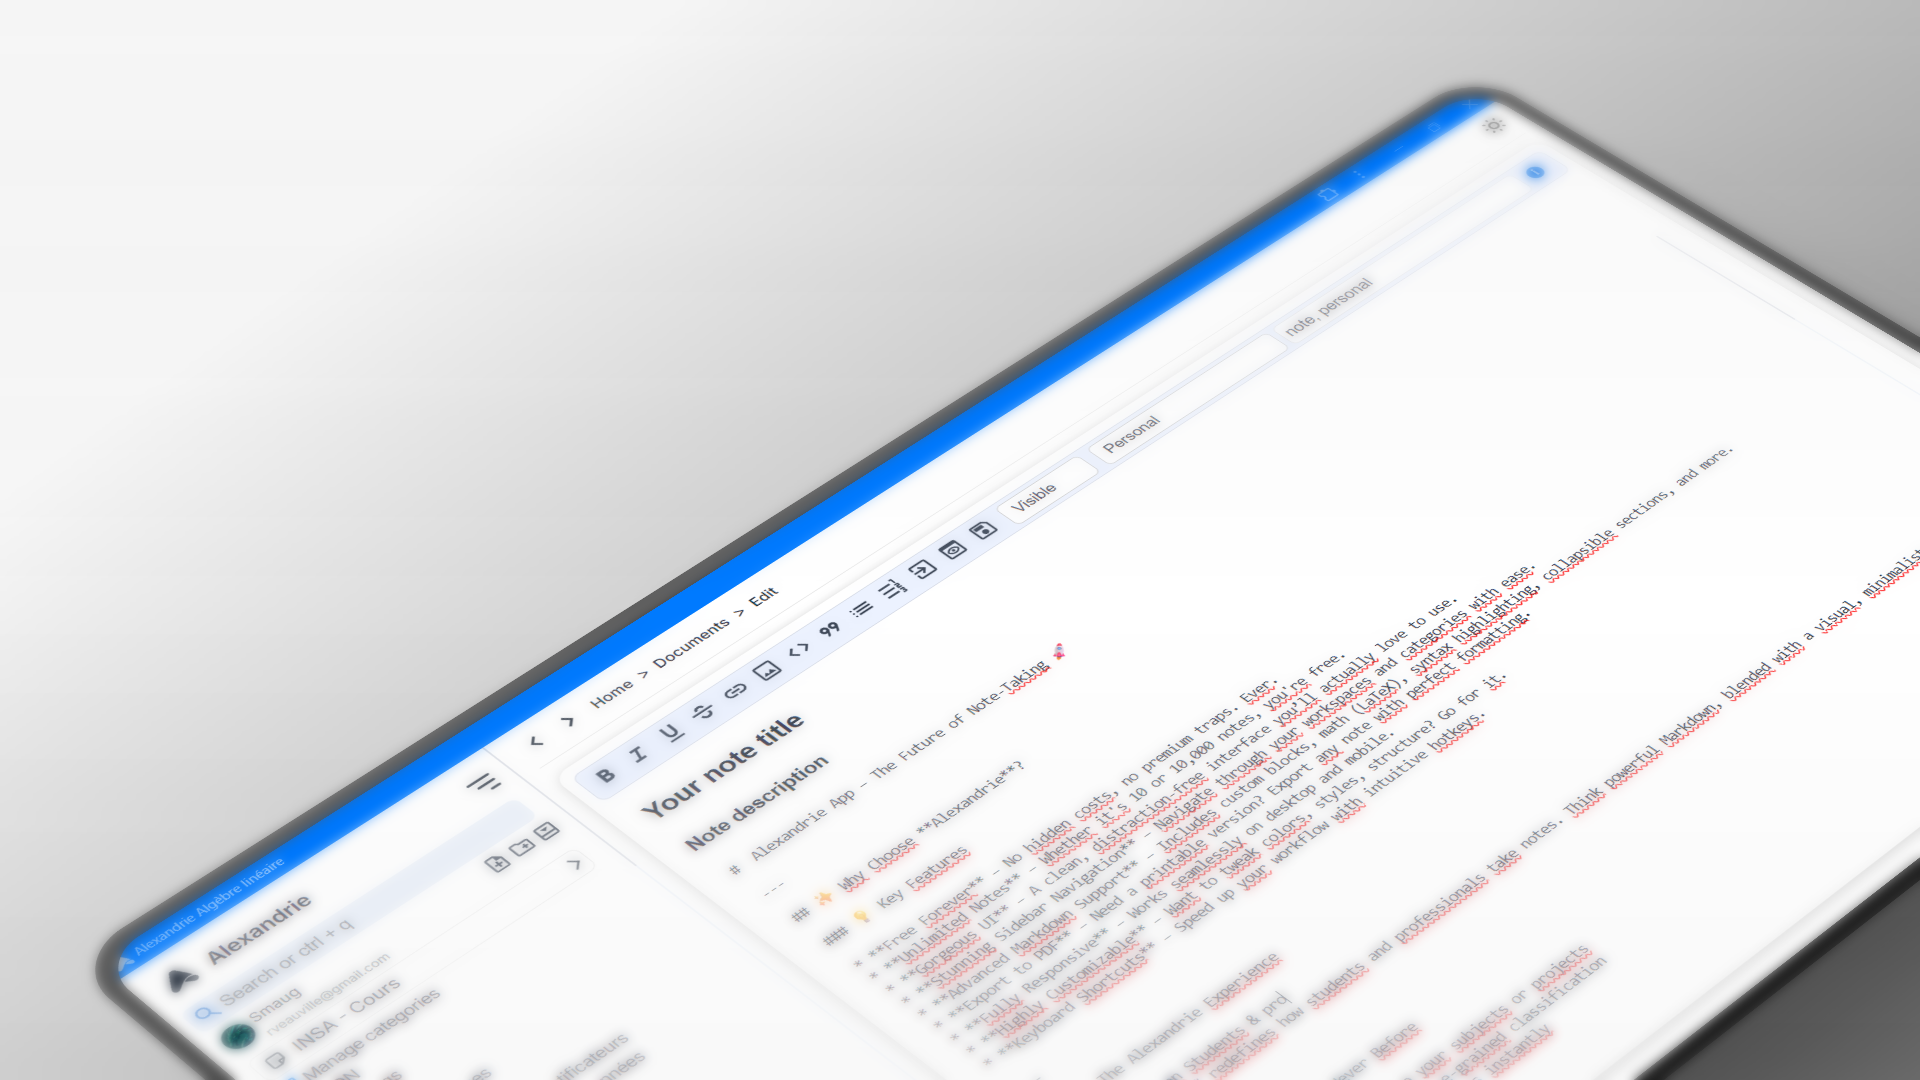 Alexandrie Algèbre linéaire
Alexandrie
Search or ctrl + q
Smaug
rveauville@gmail.com
INSA - Cours
Manage categories
Home > Documents > Edit
B I U S <> 99
Visible
Personal
note, personal
Your note title
Note description
# Alexandrie App – The Future of Note-Taking 🚀
---
## ✨ Why Choose **Alexandrie**?
### 🔑 Key Features
* **Free Forever** – No hidden costs, no premium traps. Ever.
* **Unlimited Notes** – Whether it's 10 or 10,000 notes, you're free.
* **Gorgeous UI** – A clean, distraction-free interface you'll actually love to use.
* **Stunning Sidebar Navigation** – Navigate through your workspaces and categories with ease.
* **Advanced Markdown Support** – Includes custom blocks, math (LaTeX), syntax highlighting, collapsible sections, and more.
* **Export to PDF** – Need a printable version? Export any note with perfect formatting.
* **Fully Responsive** – Works seamlessly on desktop and mobile.
* **Highly Customizable** – Want to tweak colors, styles, structure? Go for it.
* **Keyboard Shortcuts** – Speed up your workflow with intuitive hotkeys.
The Alexandrie Experience
Students & pro
redefines how students and professionals take notes. Think powerful Markdown, blended with a visual, minimalist
ever Before
your subjects or projects
classification
instantly